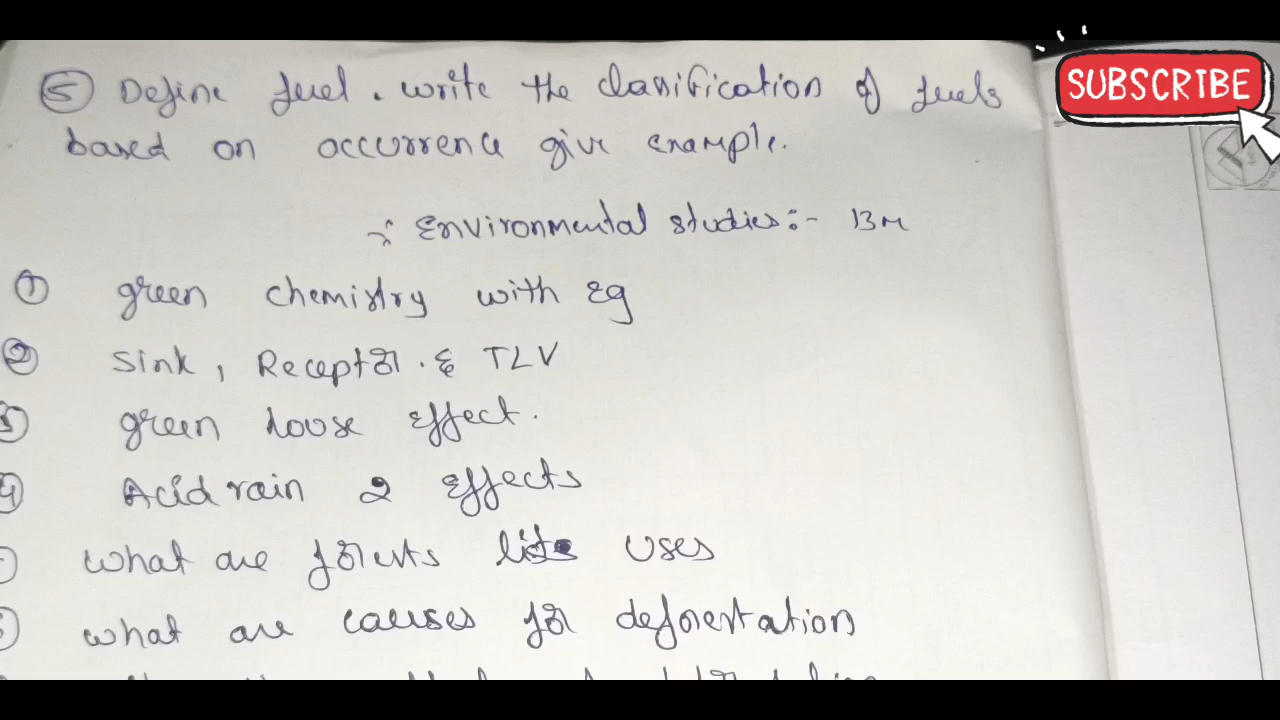 SUBSCRIBE
⑤ Define fuel. write the classification of fuels
based on occurrence give example.
:- Environmental studies:- 13M
① green chemistry with Eg
② Sink, Receptor & TLV
③ green house effect.
④ Acid rain 2 effects
what are forests list uses
what are causes for deforestation